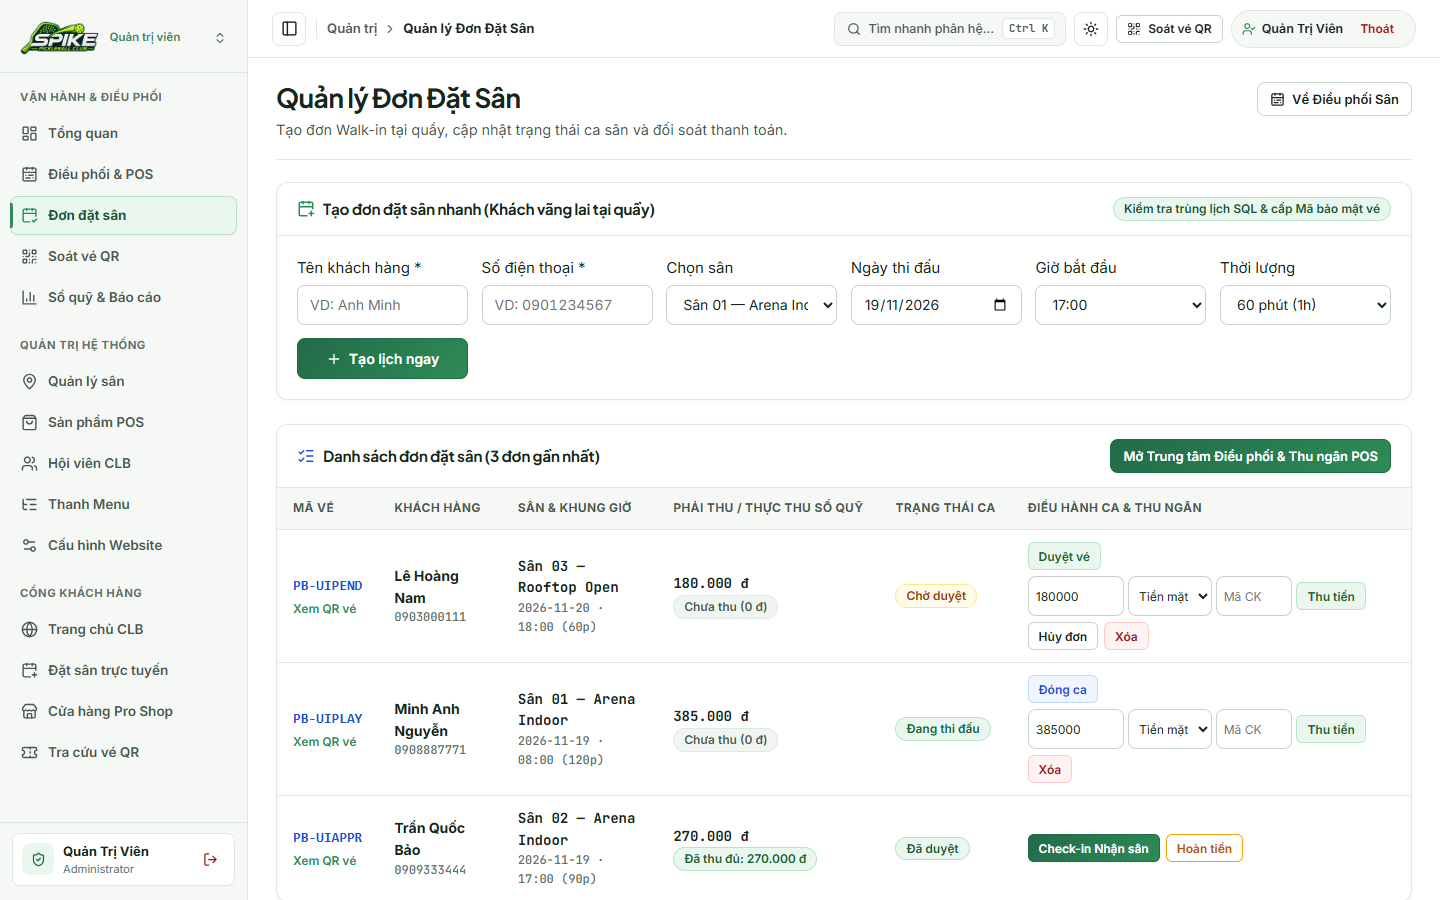 SPIKE
PICKLEBALL CLUB
Quản trị viên
VẬN HÀNH & ĐIỀU PHỐI
Tổng quan
Điều phối & POS
Đơn đặt sân
Soát vé QR
Sổ quỹ & Báo cáo
QUẢN TRỊ HỆ THỐNG
Quản lý sân
Sản phẩm POS
Hội viên CLB
Thanh Menu
Cấu hình Website
CỔNG KHÁCH HÀNG
Trang chủ CLB
Đặt sân trực tuyến
Cửa hàng Pro Shop
Tra cứu vé QR
Quản Trị Viên
Administrator
Quản trị > Quản lý Đơn Đặt Sân
Tìm nhanh phân hệ... Ctrl K
Soát vé QR
Quản Trị Viên Thoát
Quản lý Đơn Đặt Sân
Tạo đơn Walk-in tại quầy, cập nhật trạng thái ca sân và đối soát thanh toán.
Về Điều phối Sân
Tạo đơn đặt sân nhanh (Khách vãng lai tại quầy)
Kiểm tra trùng lịch SQL & cấp Mã bảo mật vé
Tên khách hàng * Số điện thoại * Chọn sân Ngày thi đấu Giờ bắt đầu Thời lượng
VD: Anh Minh VD: 0901234567 Sân 01 — Arena Inc 19/11/2026 17:00 60 phút (1h)
+ Tạo lịch ngay
Danh sách đơn đặt sân (3 đơn gần nhất)
Mở Trung tâm Điều phối & Thu ngân POS
MÃ VÉ KHÁCH HÀNG SÂN & KHUNG GIỜ PHẢI THU / THỰC THU SỔ QUỸ TRẠNG THÁI CA ĐIỀU HÀNH CA & THU NGÂN
PB-UIPEND
Xem QR vé
Lê Hoàng
Nam
0903000111
Sân 03 —
Rooftop Open
2026-11-20 ·
18:00 (60p)
180.000 đ
Chưa thu (0 đ)
Chờ duyệt
Duyệt vé
180000 Tiền mặt Mã CK Thu tiền
Hủy đơn Xóa
PB-UIPLAY
Xem QR vé
Minh Anh
Nguyễn
0908887771
Sân 01 — Arena
Indoor
2026-11-19 ·
08:00 (120p)
385.000 đ
Chưa thu (0 đ)
Đang thi đấu
Đóng ca
385000 Tiền mặt Mã CK Thu tiền
Xóa
PB-UIAPPR
Xem QR vé
Trần Quốc
Bảo
0909333444
Sân 02 — Arena
Indoor
2026-11-19 ·
17:00 (90p)
270.000 đ
Đã thu đủ: 270.000 đ
Đã duyệt
Check-in Nhận sân Hoàn tiền